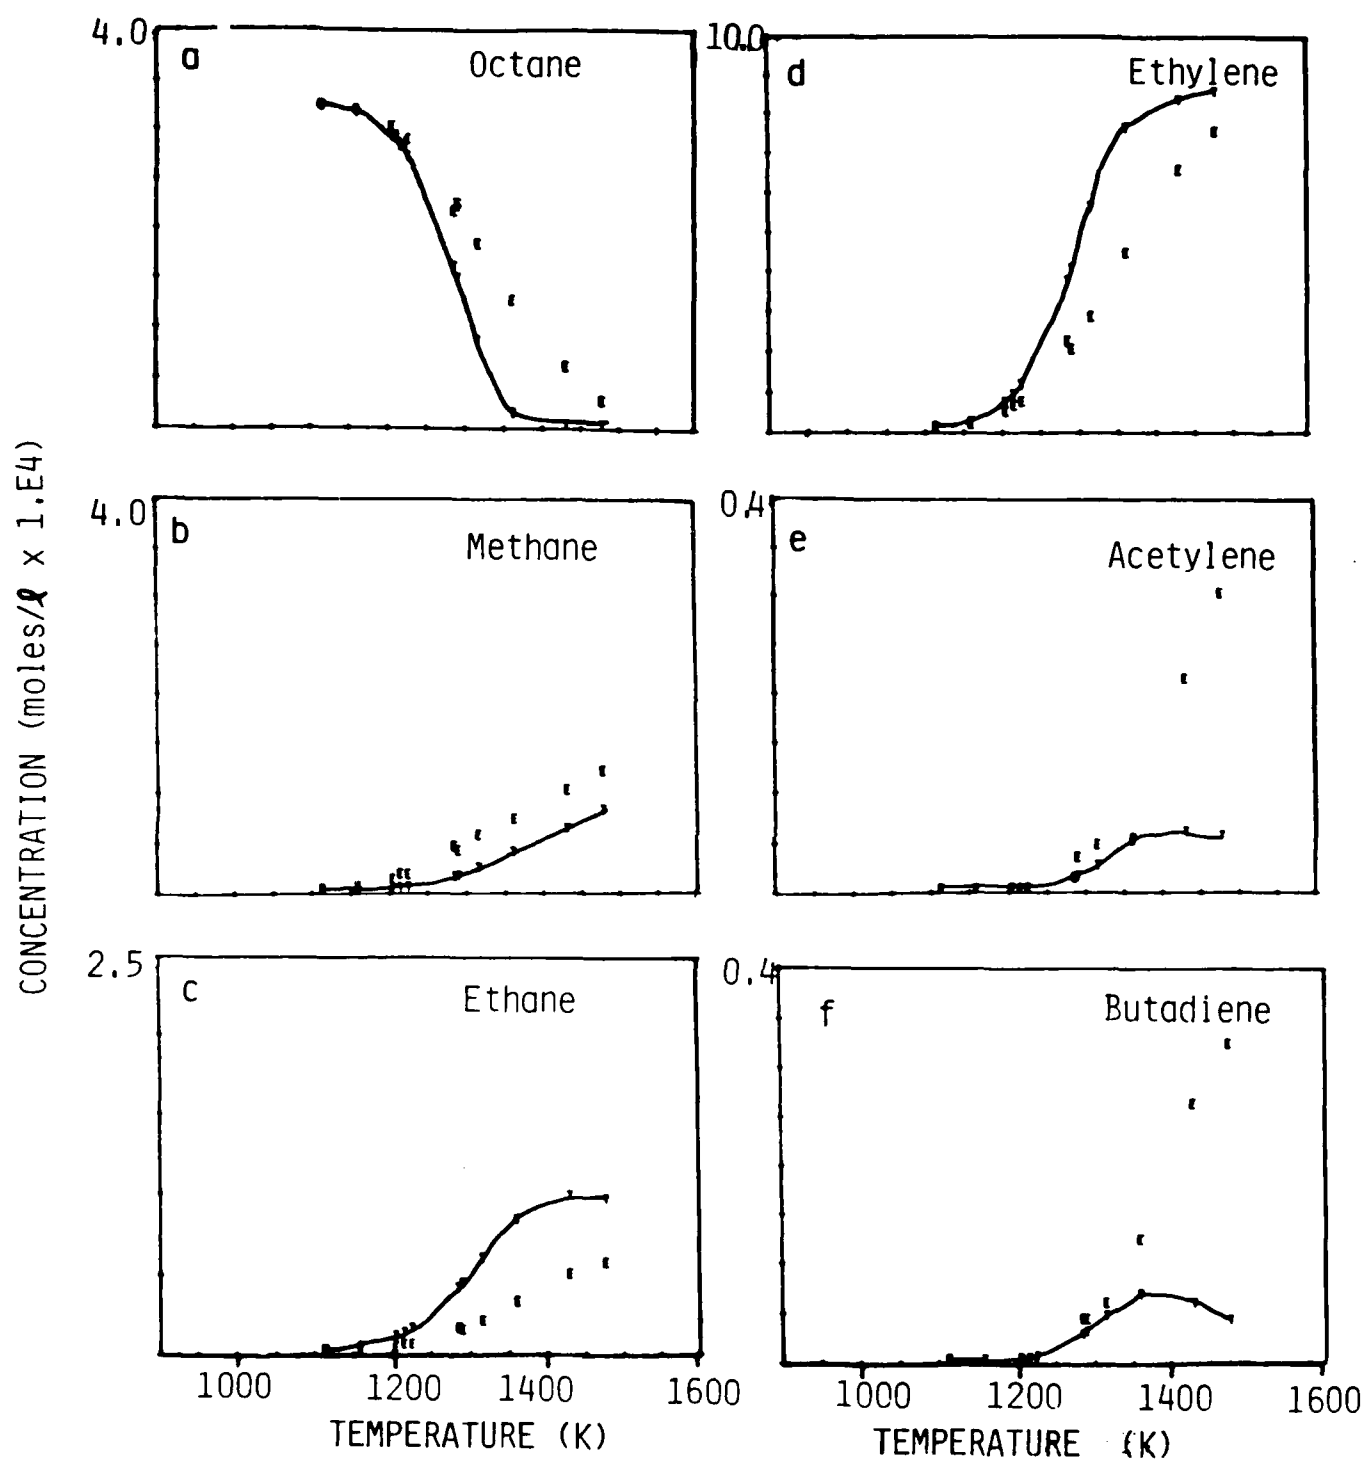 CONCENTRATION (moles/ℓ x 1.E4)
4.0
a
Octane
10.0
d
Ethylene
4.0
b
Methane
0.4
e
Acetylene
2.5
c
Ethane
0.4
f
Butadiene
1000 1200 1400 1600
TEMPERATURE (K)
1000 1200 1400 1600
TEMPERATURE (K)